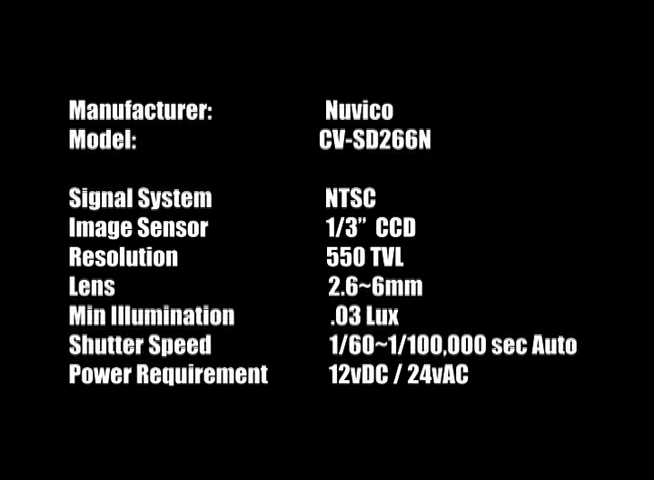 Manufacturer: Nuvico
Model: CV-SD266N
Signal System NTSC
Image Sensor 1/3” CCD
Resolution 550 TVL
Lens 2.6~6mm
Min Illumination .03 Lux
Shutter Speed 1/60~1/100,000 sec Auto
Power Requirement 12vDC / 24vAC